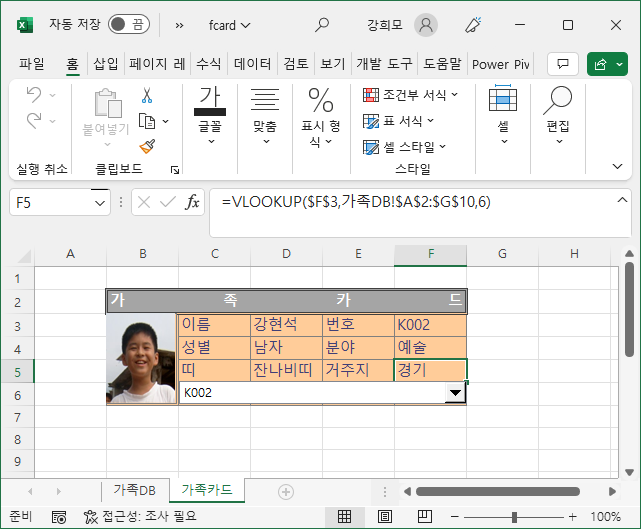 자동 저장 끔 » fcard 강희모
파일 홈 삽입 페이지 레 수식 데이터 검토 보기 개발 도구 도움말 Power Piv
붙여넣기 가 글꼴 맞춤 % 표시 형식 조건부 서식 표 서식 셀 스타일 셀 편집
실행 취소 클립보드 스타일
F5 fx =VLOOKUP($F$3,가족DB!$A$2:$G$10,6)
A B C D E F G H
1
2 가 족 카 드
3 이름 강현석 번호 K002
4 성별 남자 분야 예술
5 띠 잔나비띠 거주지 경기
6 K002
7
8
9
가족DB 가족카드
준비 접근성: 조사 필요 100%